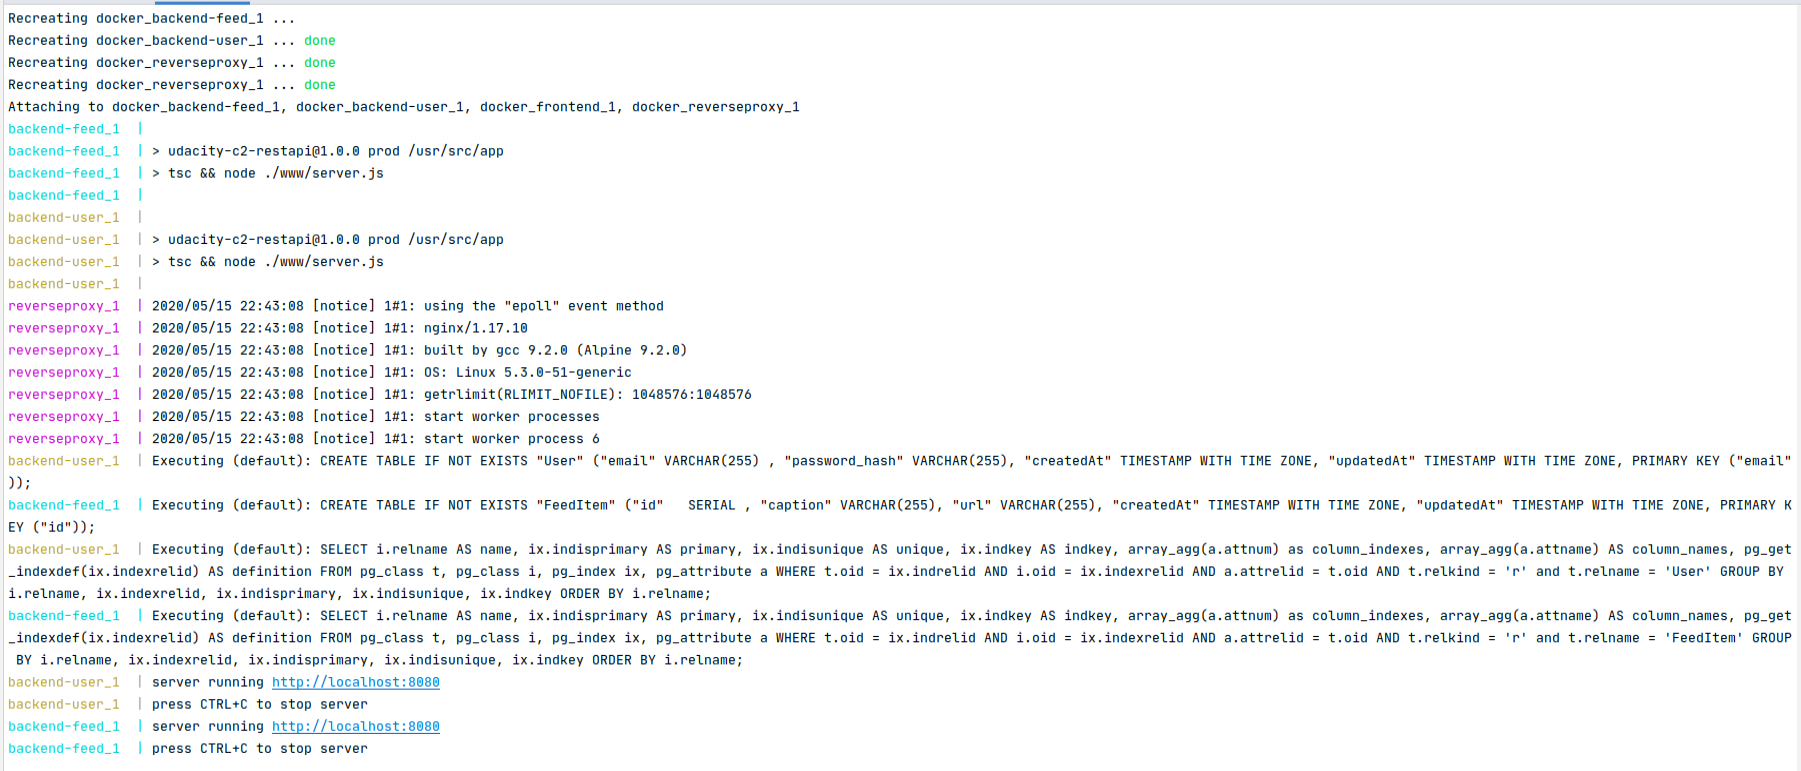 Recreating docker_backend-feed_1 ...
Recreating docker_backend-user_1 ... done
Recreating docker_reverseproxy_1 ... done
Recreating docker_reverseproxy_1 ... done
Attaching to docker_backend-feed_1, docker_backend-user_1, docker_frontend_1, docker_reverseproxy_1
backend-feed_1  |
backend-feed_1  | > udacity-c2-restapi@1.0.0 prod /usr/src/app
backend-feed_1  | > tsc && node ./www/server.js
backend-feed_1  |
backend-user_1  |
backend-user_1  | > udacity-c2-restapi@1.0.0 prod /usr/src/app
backend-user_1  | > tsc && node ./www/server.js
backend-user_1  |
reverseproxy_1  | 2020/05/15 22:43:08 [notice] 1#1: using the "epoll" event method
reverseproxy_1  | 2020/05/15 22:43:08 [notice] 1#1: nginx/1.17.10
reverseproxy_1  | 2020/05/15 22:43:08 [notice] 1#1: built by gcc 9.2.0 (Alpine 9.2.0)
reverseproxy_1  | 2020/05/15 22:43:08 [notice] 1#1: OS: Linux 5.3.0-51-generic
reverseproxy_1  | 2020/05/15 22:43:08 [notice] 1#1: getrlimit(RLIMIT_NOFILE): 1048576:1048576
reverseproxy_1  | 2020/05/15 22:43:08 [notice] 1#1: start worker processes
reverseproxy_1  | 2020/05/15 22:43:08 [notice] 1#1: start worker process 6
backend-user_1  | Executing (default): CREATE TABLE IF NOT EXISTS "User" ("email" VARCHAR(255) , "password_hash" VARCHAR(255), "createdAt" TIMESTAMP WITH TIME ZONE, "updatedAt" TIMESTAMP WITH TIME ZONE, PRIMARY KEY ("email"
));
backend-feed_1  | Executing (default): CREATE TABLE IF NOT EXISTS "FeedItem" ("id"   SERIAL , "caption" VARCHAR(255), "url" VARCHAR(255), "createdAt" TIMESTAMP WITH TIME ZONE, "updatedAt" TIMESTAMP WITH TIME ZONE, PRIMARY K
EY ("id"));
backend-user_1  | Executing (default): SELECT i.relname AS name, ix.indisprimary AS primary, ix.indisunique AS unique, ix.indkey AS indkey, array_agg(a.attnum) as column_indexes, array_agg(a.attname) AS column_names, pg_get
_indexdef(ix.indexrelid) AS definition FROM pg_class t, pg_class i, pg_index ix, pg_attribute a WHERE t.oid = ix.indrelid AND i.oid = ix.indexrelid AND a.attrelid = t.oid AND t.relkind = 'r' and t.relname = 'User' GROUP BY
i.relname, ix.indexrelid, ix.indisprimary, ix.indisunique, ix.indkey ORDER BY i.relname;
backend-feed_1  | Executing (default): SELECT i.relname AS name, ix.indisprimary AS primary, ix.indisunique AS unique, ix.indkey AS indkey, array_agg(a.attnum) as column_indexes, array_agg(a.attname) AS column_names, pg_get
_indexdef(ix.indexrelid) AS definition FROM pg_class t, pg_class i, pg_index ix, pg_attribute a WHERE t.oid = ix.indrelid AND i.oid = ix.indexrelid AND a.attrelid = t.oid AND t.relkind = 'r' and t.relname = 'FeedItem' GROUP
 BY i.relname, ix.indexrelid, ix.indisprimary, ix.indisunique, ix.indkey ORDER BY i.relname;
backend-user_1  | server running http://localhost:8080
backend-user_1  | press CTRL+C to stop server
backend-feed_1  | server running http://localhost:8080
backend-feed_1  | press CTRL+C to stop server